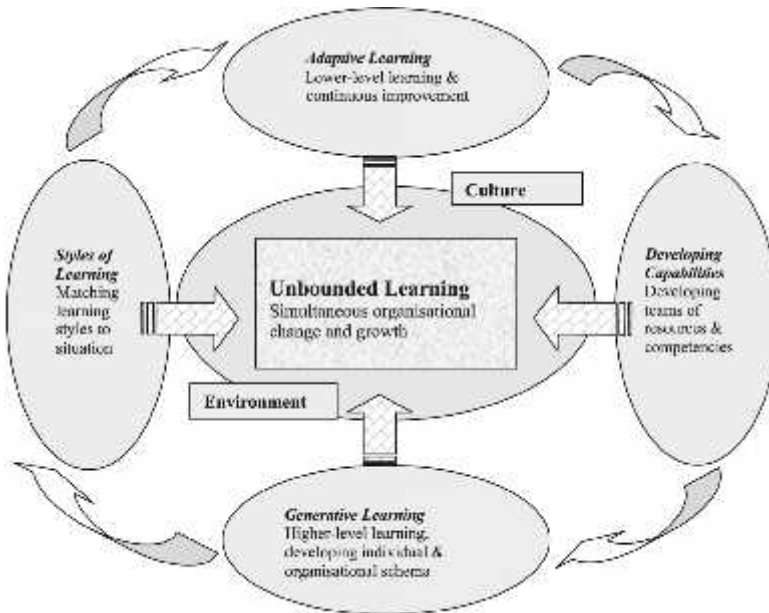 Adaptive Learning
Lower-level learning &
continuous improvement
Culture
Styles of
Learning
Matching
learning
styles to
situation
Unbounded Learning
Simultaneous organisational
change and growth
Developing
Capabilities
Developing
teams of
resources &
competencies
Environment
Generative Learning
Higher-level learning,
developing individual &
organisational schema